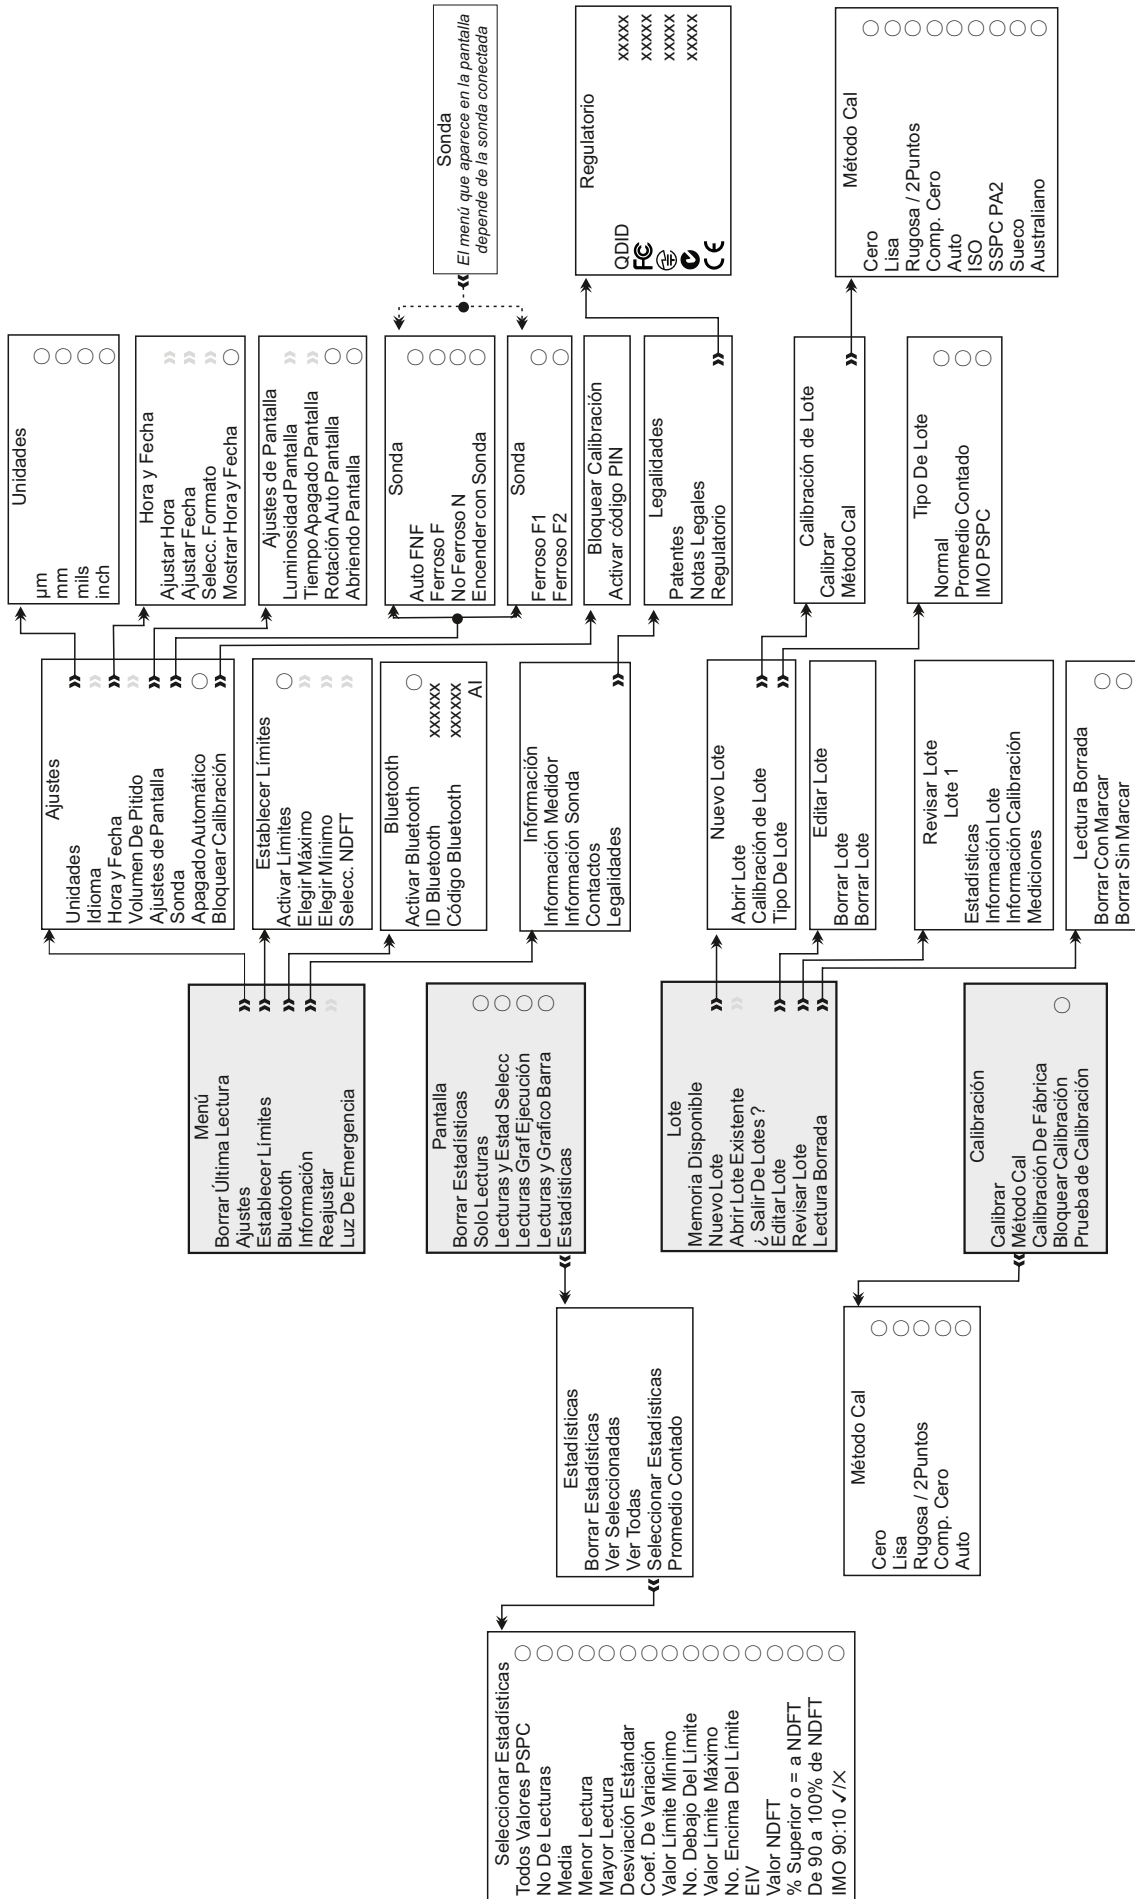 Seleccionar Estadísticas
Todos Valores PSPC
No De Lecturas
Media
Menor Lectura
Mayor Lectura
Desviación Estándar
Coef. De Variación
Valor Límite Mínimo
No. Debajo Del Límite
Valor Límite Máximo
No. Encima Del Límite
EIV
Valor NDFT
% Superior o = a NDFT
De 90 a 100% de NDFT
IMO 90:10 ✓/✕
Estadísticas
Borrar Estadísticas
Ver Seleccionadas
Ver Todas
Seleccionar Estadísticas
Promedio Contado
Método Cal
Cero
Lisa
Rugosa / 2Puntos
Comp. Cero
Auto
Menú
Borrar Última Lectura
Ajustes
Establecer Límites
Bluetooth
Información
Reajustar
Luz De Emergencia
Pantalla
Borrar Estadísticas
Solo Lecturas
Lecturas y Estad Selecc
Lecturas Graf Ejecución
Lecturas y Grafico Barra
Estadísticas
Lote
Memoria Disponible
Nuevo Lote
Abrir Lote Existente
¿ Salir De Lotes ?
Editar Lote
Revisar Lote
Lectura Borrada
Calibración
Calibrar
Método Cal
Calibración De Fábrica
Bloquear Calibración
Prueba de Calibración
Ajustes
Unidades
Idioma
Hora y Fecha
Volumen De Pitido
Ajustes de Pantalla
Sonda
Apagado Automático
Bloquear Calibración
Establecer Límites
Activar Límites
Elegir Máximo
Elegir Mínimo
Selecc. NDFT
Bluetooth
Activar Bluetooth
ID Bluetooth xxxxxx
Código Bluetooth xxxxxx
AI
Información
Información Medidor
Información Sonda
Contactos
Legalidades
Nuevo Lote
Abrir Lote
Calibración de Lote
Tipo De Lote
Editar Lote
Borrar Lote
Borrar Lote
Revisar Lote
Lote 1
Estadísticas
Información Lote
Información Calibración
Mediciones
Lectura Borrada
Borrar Con Marcar
Borrar Sin Marcar
Unidades
µm
mm
mils
inch
Hora y Fecha
Ajustar Hora
Ajustar Fecha
Selecc. Formato
Mostrar Hora y Fecha
Ajustes de Pantalla
Luminosidad Pantalla
Tiempo Apagado Pantalla
Rotación Auto Pantalla
Abriendo Pantalla
Sonda
Auto FNF
Ferroso F
No Ferroso N
Encender con Sonda
Sonda
Ferroso F1
Ferroso F2
Bloquear Calibración
Activar código PIN
Legalidades
Patentes
Notas Legales
Regulatorio
Calibración de Lote
Calibrar
Método Cal
Tipo De Lote
Normal
Promedio Contado
IMO PSPC
Sonda
El menú que aparece en la pantalla
depende de la sonda conectada
Regulatorio
QDID xxxxx
FC xxxxx
xxxxx
CE xxxxx
Método Cal
Cero
Lisa
Rugosa / 2Puntos
Comp. Cero
Auto
ISO
SSPC PA2
Sueco
Australiano